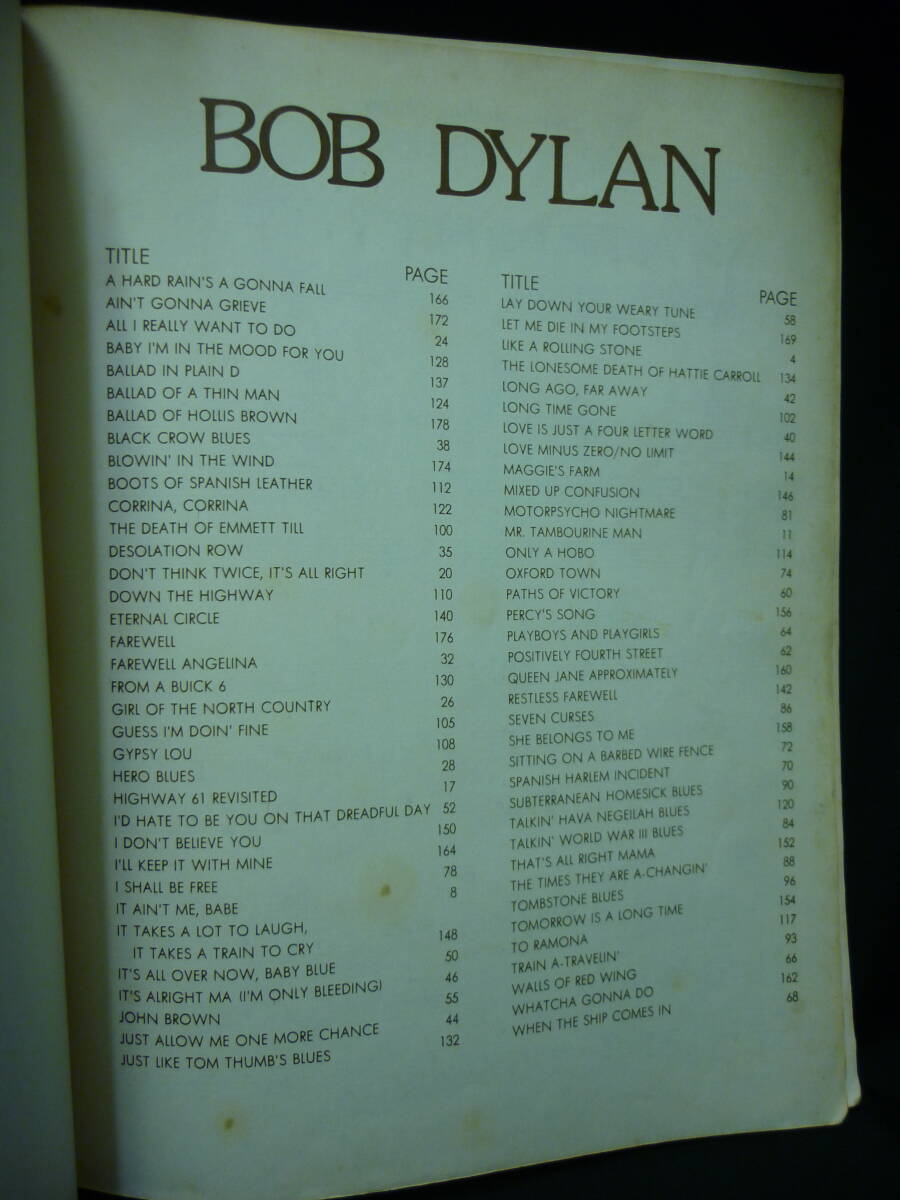 BOB DYLAN
TITLE PAGE
A HARD RAIN'S A GONNA FALL 166
AIN'T GONNA GRIEVE 172
ALL I REALLY WANT TO DO 24
BABY I'M IN THE MOOD FOR YOU 128
BALLAD IN PLAIN D 137
BALLAD OF A THIN MAN 124
BALLAD OF HOLLIS BROWN 178
BLACK CROW BLUES 38
BLOWIN' IN THE WIND 174
BOOTS OF SPANISH LEATHER 112
CORRINA, CORRINA 122
THE DEATH OF EMMETT TILL 100
DESOLATION ROW 35
DON'T THINK TWICE, IT'S ALL RIGHT 20
DOWN THE HIGHWAY 110
ETERNAL CIRCLE 140
FAREWELL 176
FAREWELL ANGELINA 32
FROM A BUICK 6 130
GIRL OF THE NORTH COUNTRY 26
GUESS I'M DOIN' FINE 105
GYPSY LOU 108
HERO BLUES 28
HIGHWAY 61 REVISITED 17
I'D HATE TO BE YOU ON THAT DREADFUL DAY 52
I DON'T BELIEVE YOU 150
I'LL KEEP IT WITH MINE 164
I SHALL BE FREE 78
IT AIN'T ME, BABE 8
IT TAKES A LOT TO LAUGH,
IT TAKES A TRAIN TO CRY 148
IT'S ALL OVER NOW, BABY BLUE 50
IT'S ALRIGHT MA (I'M ONLY BLEEDING) 46
JOHN BROWN 55
JUST ALLOW ME ONE MORE CHANCE 44
JUST LIKE TOM THUMB'S BLUES 132
TITLE PAGE
LAY DOWN YOUR WEARY TUNE 58
LET ME DIE IN MY FOOTSTEPS 169
LIKE A ROLLING STONE 4
THE LONESOME DEATH OF HATTIE CARROLL 134
LONG AGO, FAR AWAY 42
LONG TIME GONE 102
LOVE IS JUST A FOUR LETTER WORD 40
LOVE MINUS ZERO/NO LIMIT 144
MAGGIE'S FARM 14
MIXED UP CONFUSION 146
MOTORPSYCHO NIGHTMARE 81
MR. TAMBOURINE MAN 11
ONLY A HOBO 114
OXFORD TOWN 74
PATHS OF VICTORY 60
PERCY'S SONG 156
PLAYBOYS AND PLAYGIRLS 64
POSITIVELY FOURTH STREET 62
QUEEN JANE APPROXIMATELY 160
RESTLESS FAREWELL 142
SEVEN CURSES 86
SHE BELONGS TO ME 158
SITTING ON A BARBED WIRE FENCE 72
SPANISH HARLEM INCIDENT 70
SUBTERRANEAN HOMESICK BLUES 90
TALKIN' HAVA NEGEILAH BLUES 120
TALKIN' WORLD WAR III BLUES 84
THAT'S ALL RIGHT MAMA 152
THE TIMES THEY ARE A-CHANGIN' 88
TOMBSTONE BLUES 96
TOMORROW IS A LONG TIME 154
TO RAMONA 117
TRAIN A-TRAVELIN' 93
WALLS OF RED WING 66
WHATCHA GONNA DO 162
WHEN THE SHIP COMES IN 68